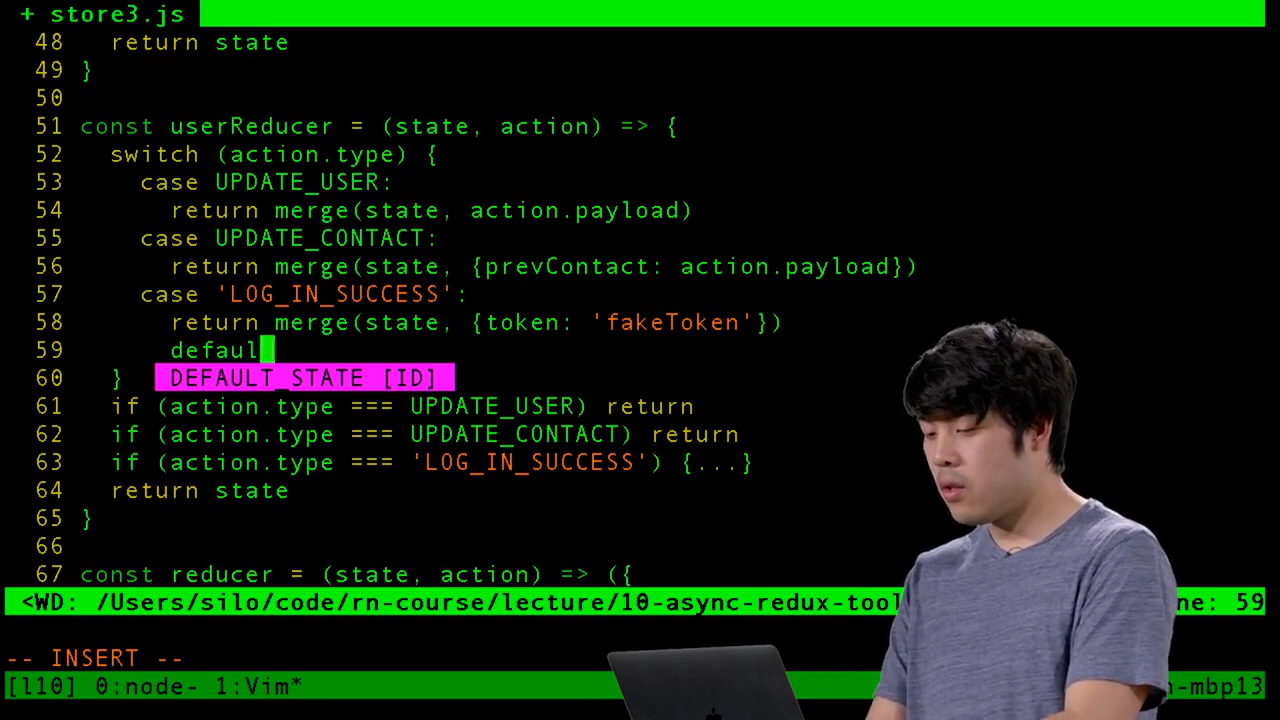 + store3.js
48   return state
49 }
50
51 const userReducer = (state, action) => {
52   switch (action.type) {
53     case UPDATE_USER:
54       return merge(state, action.payload)
55     case UPDATE_CONTACT:
56       return merge(state, {prevContact: action.payload})
57     case 'LOG_IN_SUCCESS':
58       return merge(state, {token: 'fakeToken'})
59       defaul
60   }   DEFAULT_STATE [ID]
61   if (action.type === UPDATE_USER) return
62   if (action.type === UPDATE_CONTACT) return
63   if (action.type === 'LOG_IN_SUCCESS') {...}
64   return state
65 }
66
67 const reducer = (state, action) => ({
<WD: /Users/silo/code/rn-course/lecture/10-async-redux-tool ne: 59
-- INSERT --
[l10] 0:node- 1:Vim* -mbp13